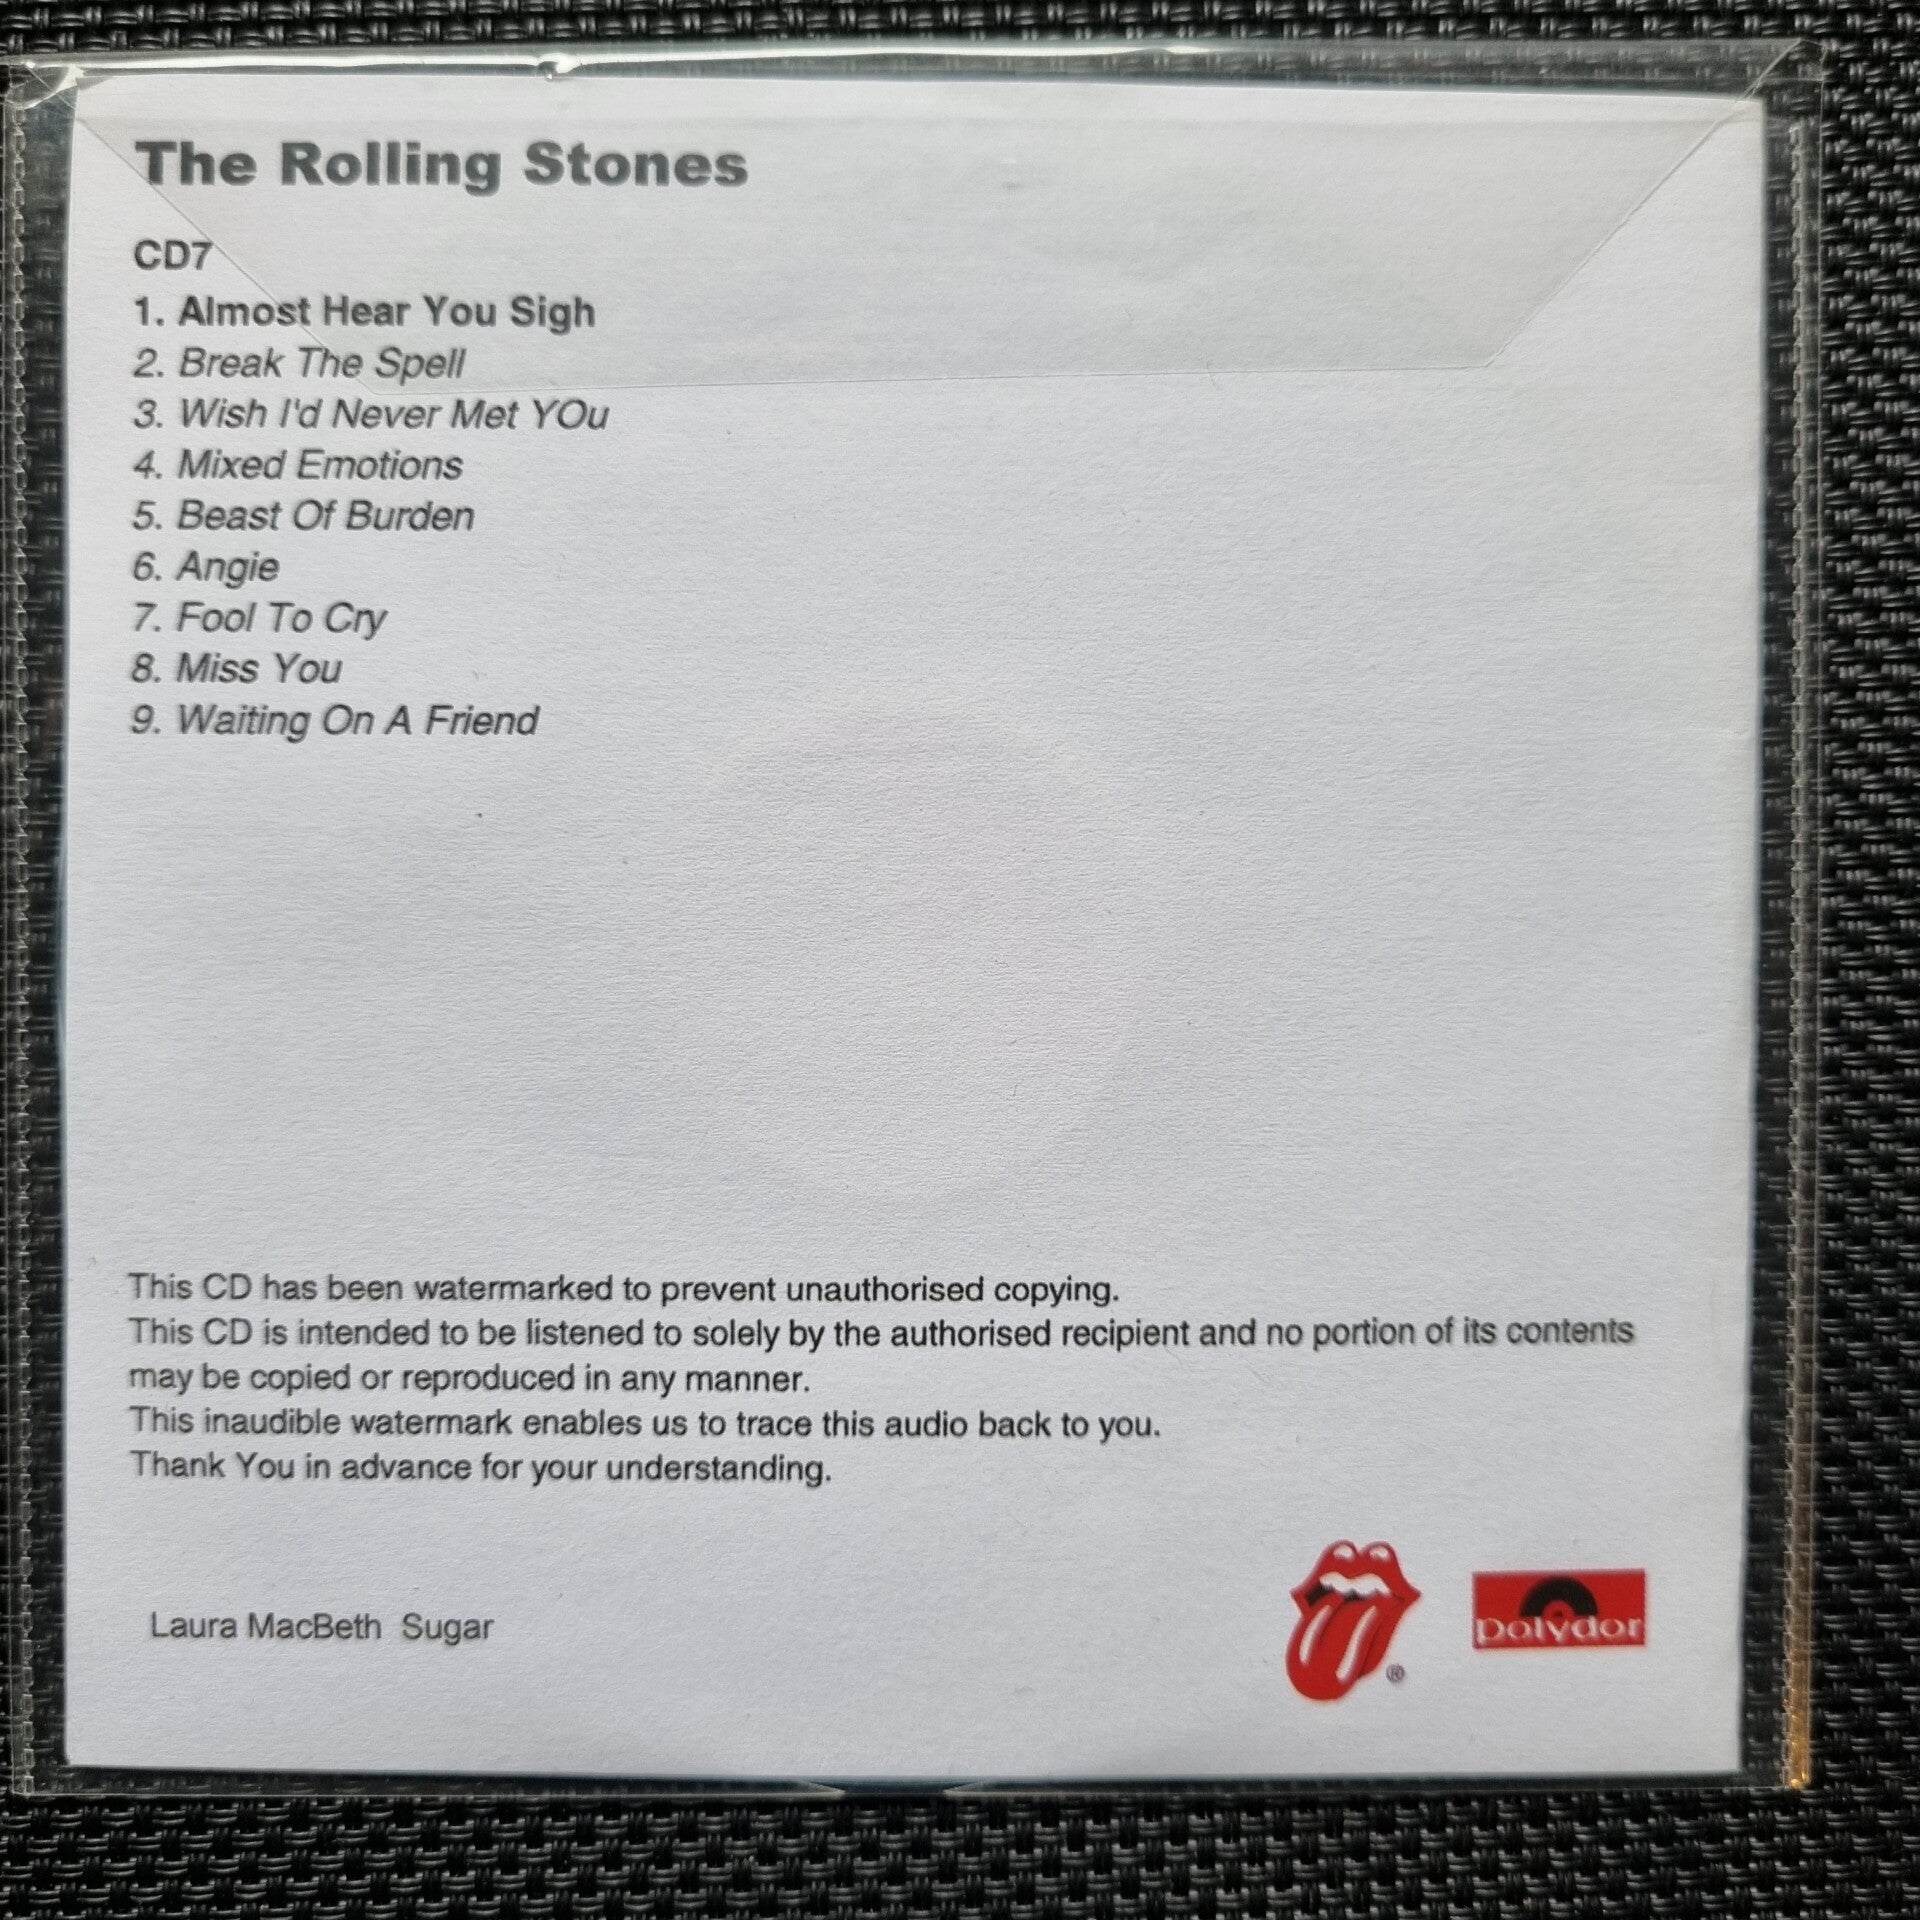 The Rolling Stones
CD7
1. Almost Hear You Sigh
2. Break The Spell
3. Wish I'd Never Met YOu
4. Mixed Emotions
5. Beast Of Burden
6. Angie
7. Fool To Cry
8. Miss You
9. Waiting On A Friend
This CD has been watermarked to prevent unauthorised copying.
This CD is intended to be listened to solely by the authorised recipient and no portion of its contents
may be copied or reproduced in any manner.
This inaudible watermark enables us to trace this audio back to you.
Thank You in advance for your understanding.
Laura MacBeth  Sugar
®
polydor